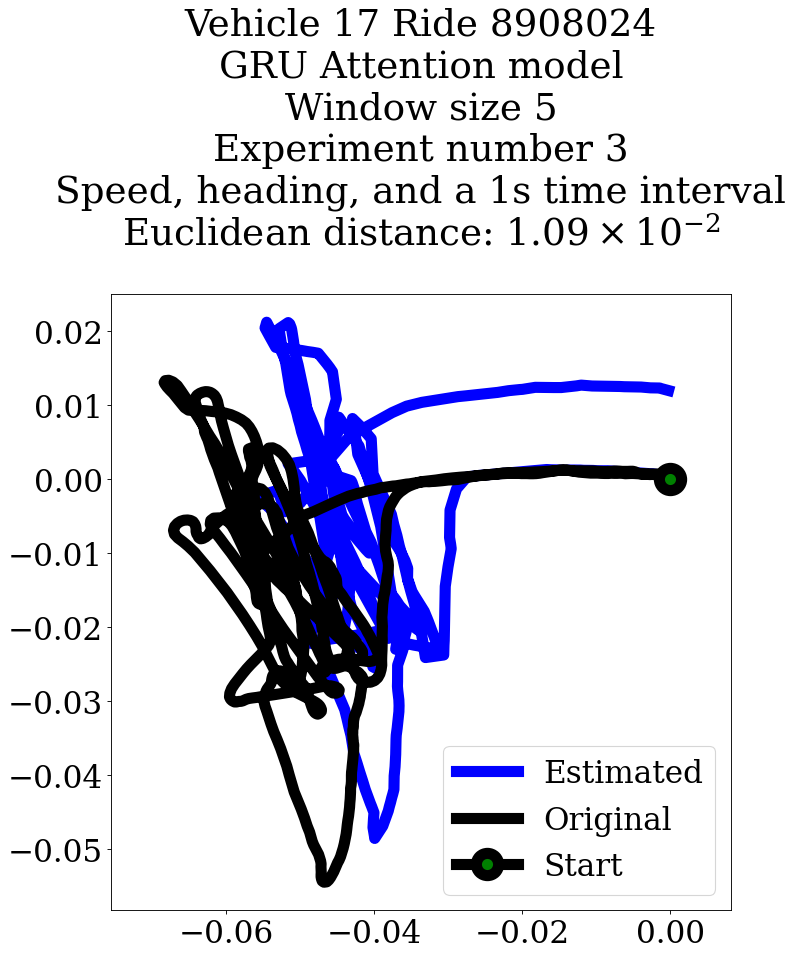 Vehicle 17 Ride 8908024
GRU Attention model
Window size 5
Experiment number 3
Speed, heading, and a 1s time interval
Euclidean distance: 1.09 × 10⁻²
0.02
0.01
0.00
−0.01
−0.02
−0.03
−0.04
−0.05
Estimated
Original
Start
−0.06
−0.04
−0.02
0.00